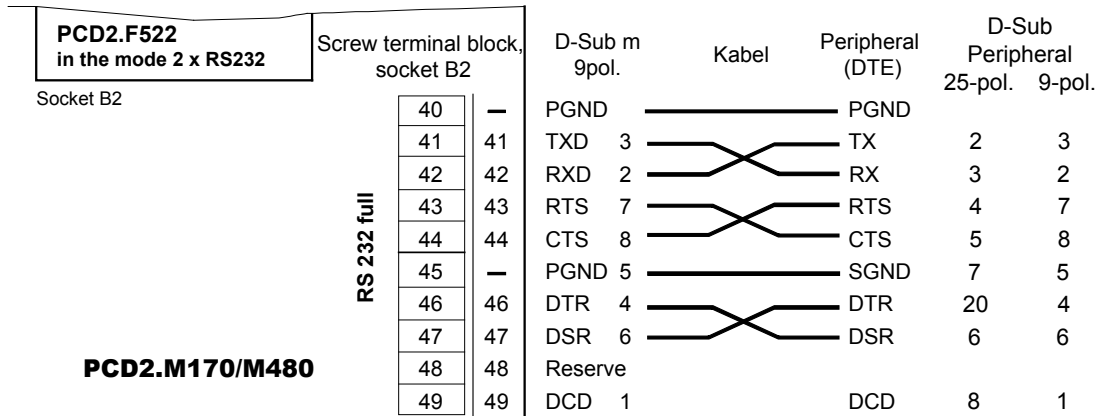 PCD2.F522
in the mode 2 x RS232
Screw terminal block,
socket B2
D-Sub m
9pol.
Kabel
Peripheral
(DTE)
D-Sub
Peripheral
25-pol. 9-pol.
Socket B2
RS 232 full
40 – PGND PGND
41 41 TXD 3 TX 2 3
42 42 RXD 2 RX 3 2
43 43 RTS 7 RTS 4 7
44 44 CTS 8 CTS 5 8
45 – PGND 5 SGND 7 5
46 46 DTR 4 DTR 20 4
47 47 DSR 6 DSR 6 6
PCD2.M170/M480
48 48 Reserve
49 49 DCD 1 DCD 8 1